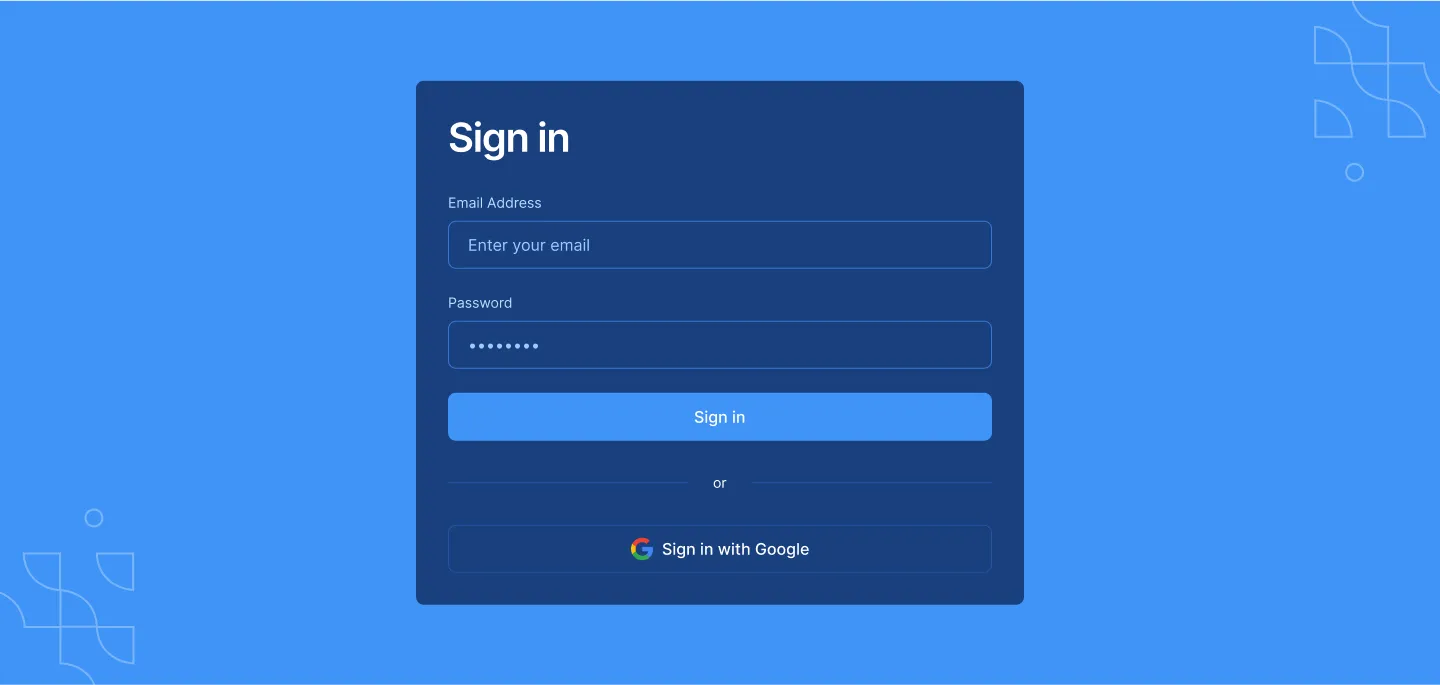 Sign in
Email Address
Enter your email
Password
••••••••
Sign in
or
Sign in with Google